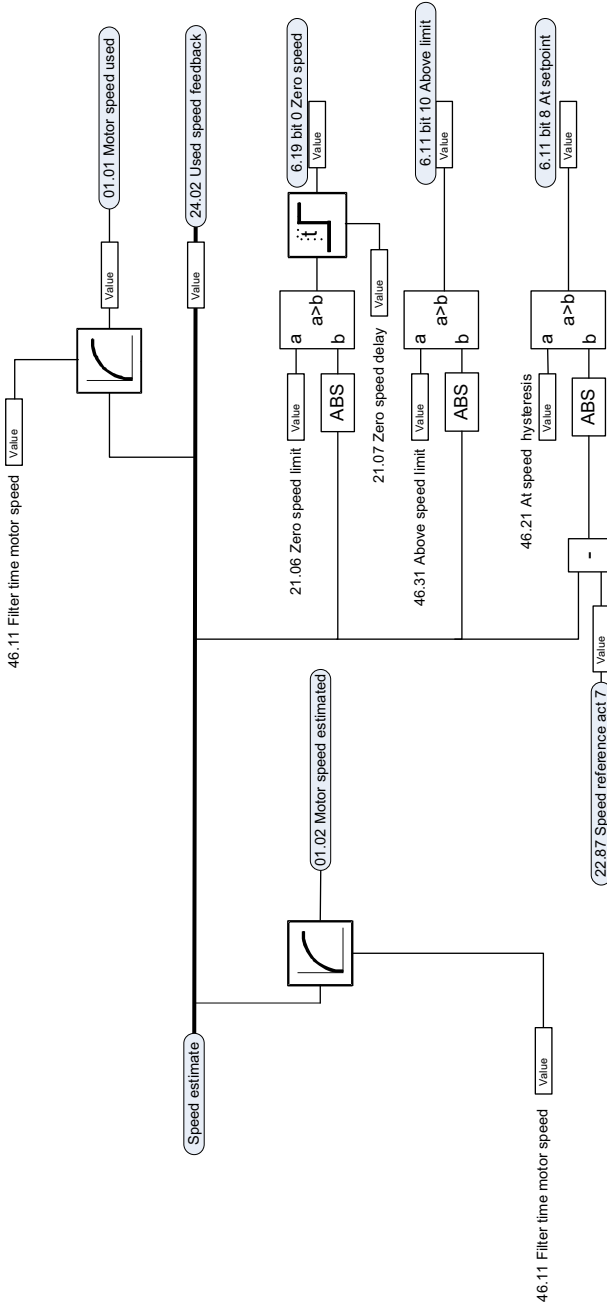 46.11 Filter time motor speed
Value
Value
01.01 Motor speed used
Speed estimate
Value
24.02 Used speed feedback
01.02 Motor speed estimated
21.06 Zero speed limit
Value
a
a>b
b
ABS
t
6.19 bit 0 Zero speed
Value
21.07 Zero speed delay
Value
46.31 Above speed limit
Value
a
a>b
b
ABS
6.11 bit 10 Above limit
Value
46.21 At speed hysteresis
Value
a
a>b
b
ABS
6.11 bit 8 At setpoint
Value
46.11 Filter time motor speed
Value
-
22.87 Speed reference act 7
Value